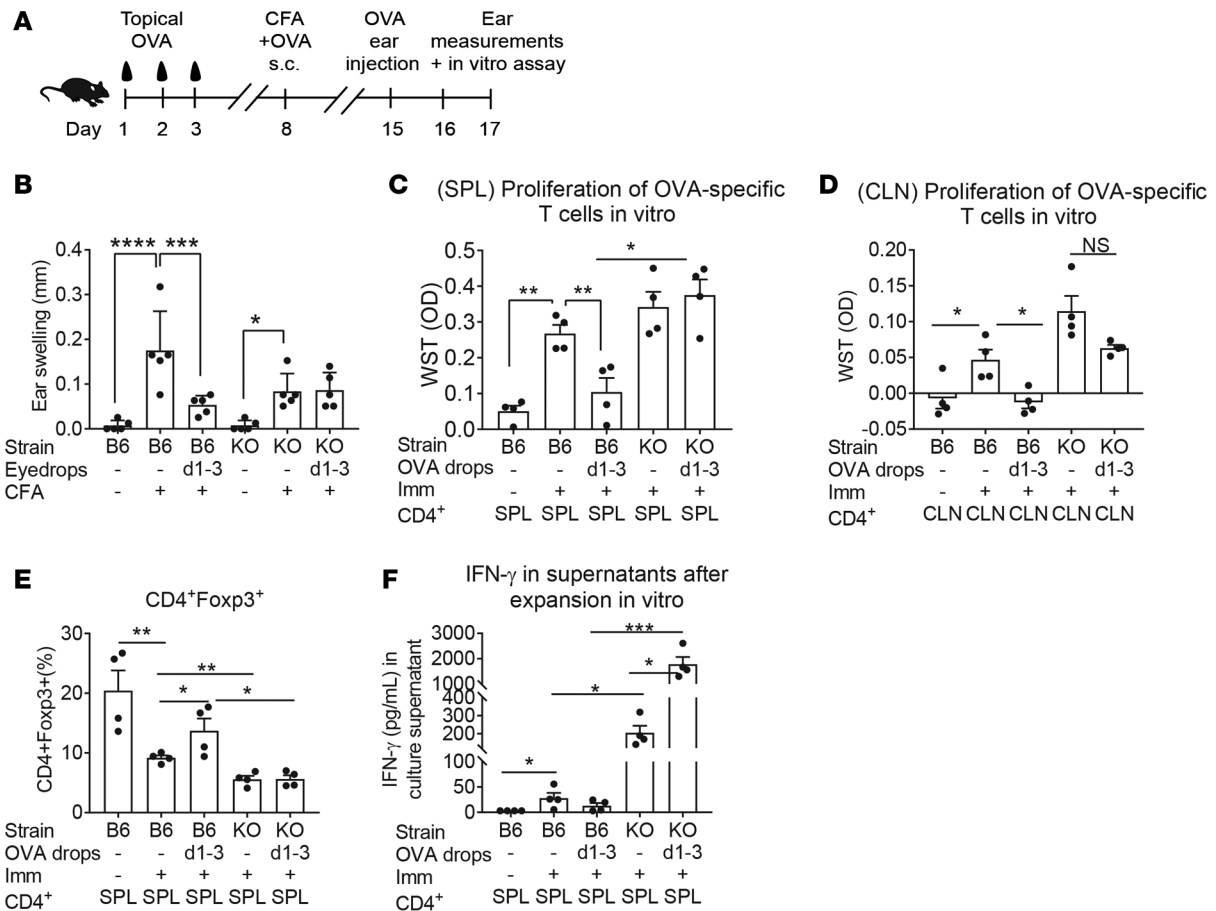 A
Topical
OVA
CFA
+OVA
s.c.
OVA
ear
injection
Ear
measurements
+ in vitro assay
Day 1 2 3 8 15 16 17
B
Ear swelling (mm)
0.4
0.3
0.2
0.1
0.0
**** ***
*
Strain B6 B6 B6 KO KO KO
Eyedrops - - d1-3 - - d1-3
CFA - + + - + +
C
(SPL) Proliferation of OVA-specific
T cells in vitro
WST (OD)
0.5
0.4
0.3
0.2
0.1
0.0
*
** **
Strain B6 B6 B6 KO KO
OVA drops - - d1-3 - d1-3
Imm - + + + +
CD4+ SPL SPL SPL SPL SPL
D
(CLN) Proliferation of OVA-specific
T cells in vitro
WST (OD)
0.20
0.15
0.10
0.05
0.00
-0.05
NS
* *
Strain B6 B6 B6 KO KO
OVA drops - - d1-3 - d1-3
Imm - + + + +
CD4+ CLN CLN CLN CLN CLN
E
CD4+Foxp3+
CD4+Foxp3+(%)
30
20
10
0
**
**
* *
Strain B6 B6 B6 KO KO
OVA drops - - d1-3 - d1-3
Imm - + + + +
CD4+ SPL SPL SPL SPL SPL
F
IFN-γ in supernatants after
expansion in vitro
IFN-γ (pg/mL) in
culture supernatant
3000
2000
1000
400
300
200
100
50
0
***
*
*
*
Strain B6 B6 B6 KO KO
OVA drops - - d1-3 - d1-3
Imm - + + + +
CD4+ SPL SPL SPL SPL SPL